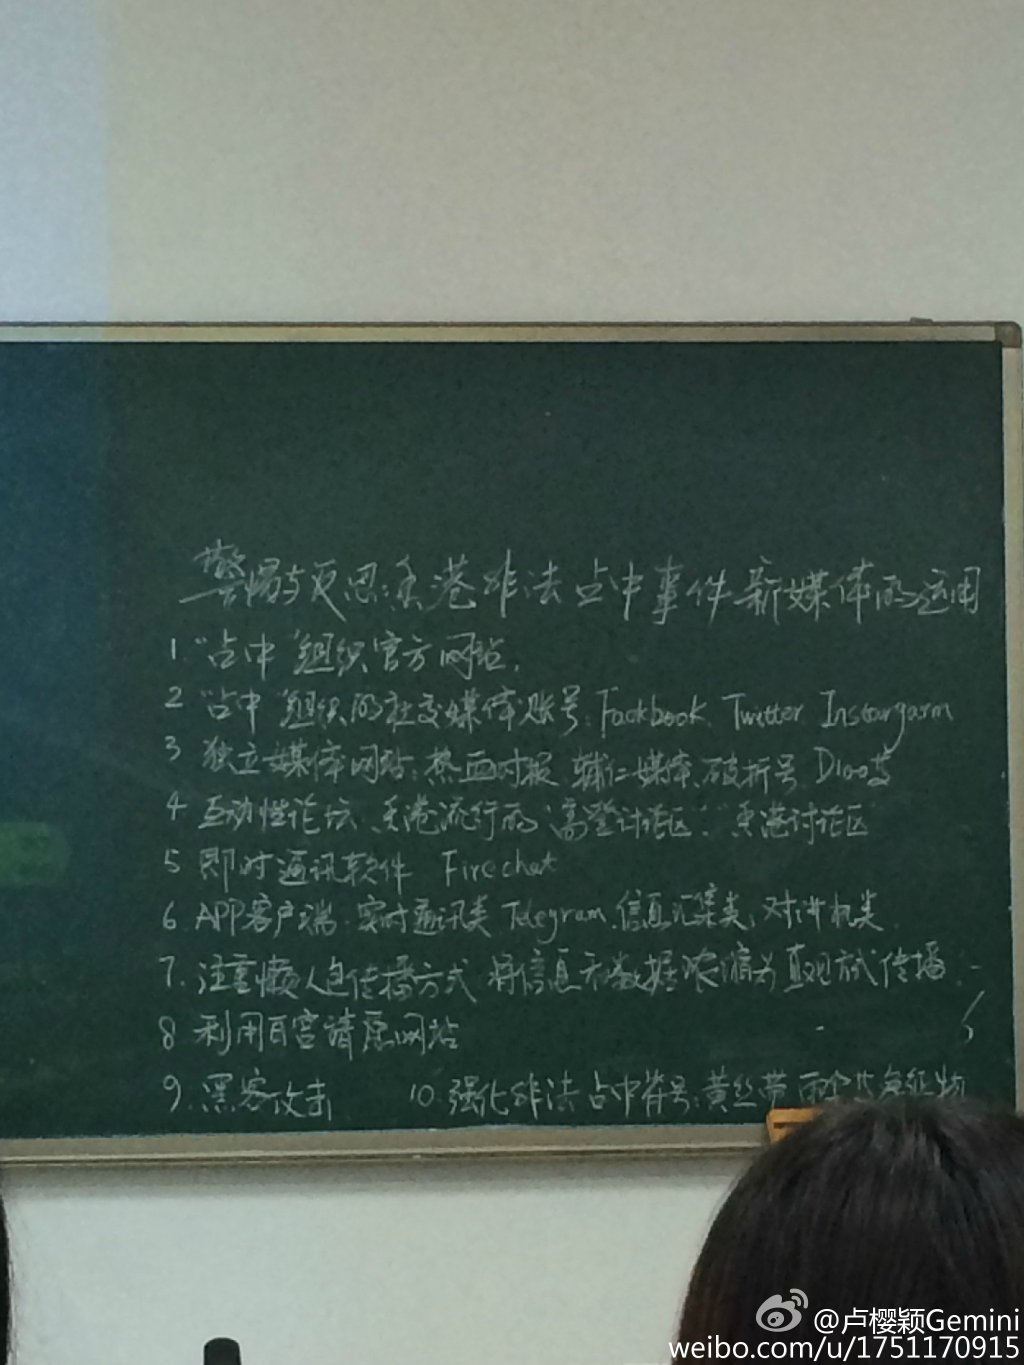 警惕与反思:香港非法占中事件新媒体的运用
1."占中"组织官方网站.
2 "占中"组织的社交媒体账号:Fackbook、Twitter Instargarm
3 独立媒体网站:热血时报、辅仁媒体、破折号、D100等
4 互动性论坛、香港流行的"高登讨论区""香港讨论区
5 即时通讯软件 Firechat
6 APP客户端.实时通讯类 Telegram.信息汇集类,对讲机类
7. 注重懒人包传播方式 将信息和数据浓缩为直观方式传播.
8 利用白宫请愿网站
9.黑客攻击 10.强化非法占中符号:黄丝带 雨伞 象征物
@卢樱颖Gemini
weibo.com/u/1751170915